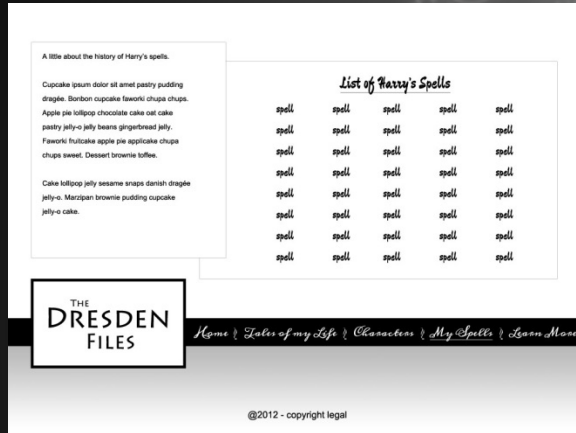 A little about the history of Harry's spells.
Cupcake ipsum dolor sit amet pastry pudding
dragée. Bonbon cupcake faworki chupa chups.
Apple pie lollipop chocolate cake oat cake
pastry jelly-o jelly beans gingerbread jelly.
Faworki fruitcake apple pie applicake chupa
chups sweet. Dessert brownie toffee.
Cake lollipop jelly sesame snaps danish dragée
jelly-o. Marzipan brownie pudding cupcake
jelly-o cake.
List of Harry's Spells
spell spell spell spell spell
spell spell spell spell spell
spell spell spell spell spell
spell spell spell spell spell
spell spell spell spell spell
spell spell spell spell spell
spell spell spell spell spell
spell spell spell spell spell
THE
DRESDEN
FILES
Home Tales of my Life Characters My Spells Learn More
@2012 - copyright legal